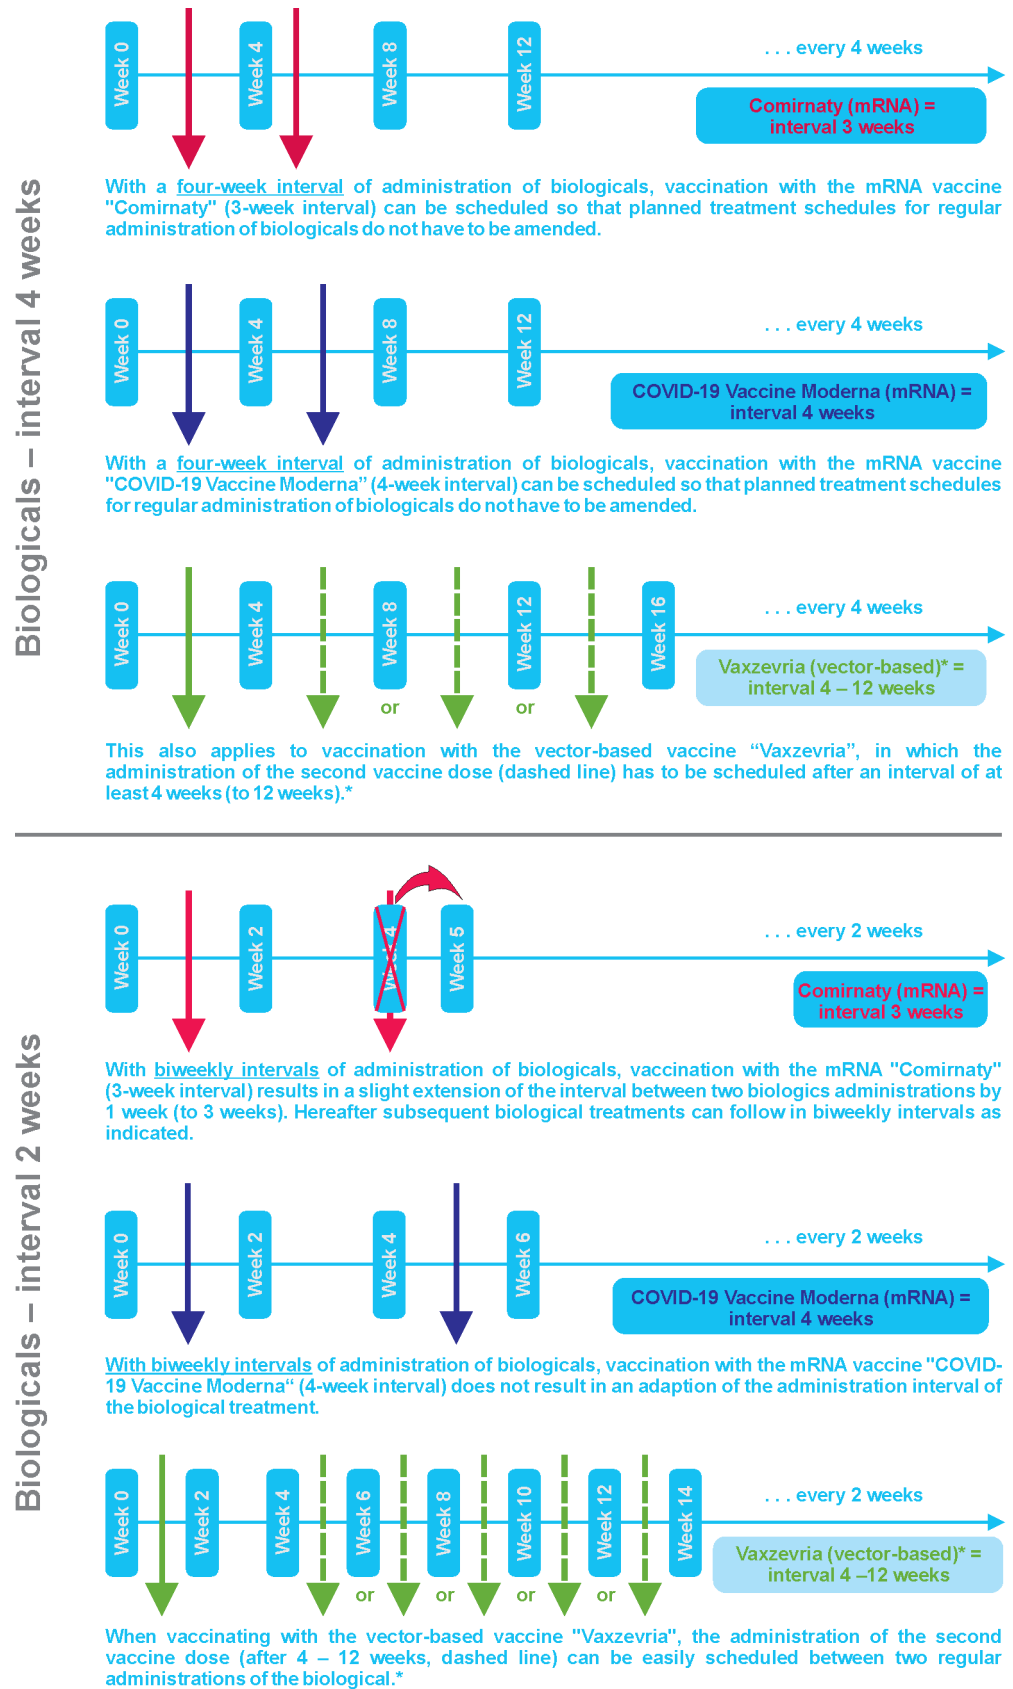 Biologicals – interval 4 weeks
Week 0
Week 4
Week 8
Week 12
. . . every 4 weeks
Comirnaty (mRNA) =
interval 3 weeks
With a four-week interval of administration of biologicals, vaccination with the mRNA vaccine
"Comirnaty" (3-week interval) can be scheduled so that planned treatment schedules for regular
administration of biologicals do not have to be amended.
Week 0
Week 4
Week 8
Week 12
. . . every 4 weeks
COVID-19 Vaccine Moderna (mRNA) =
interval 4 weeks
With a four-week interval of administration of biologicals, vaccination with the mRNA vaccine
"COVID-19 Vaccine Moderna” (4-week interval) can be scheduled so that planned treatment schedules
for regular administration of biologicals do not have to be amended.
Week 0
Week 4
Week 8
Week 12
Week 16
. . . every 4 weeks
Vaxzevria (vector-based)* =
interval 4 – 12 weeks
or
or
This also applies to vaccination with the vector-based vaccine “Vaxzevria”, in which the
administration of the second vaccine dose (dashed line) has to be scheduled after an interval of at
least 4 weeks (to 12 weeks).*
Biologicals – interval 2 weeks
Week 0
Week 2
Week 4
Week 5
. . . every 2 weeks
Comirnaty (mRNA) =
interval 3 weeks
With biweekly intervals of administration of biologicals, vaccination with the mRNA "Comirnaty"
(3-week interval) results in a slight extension of the interval between two biologics administrations by
1 week (to 3 weeks). Hereafter subsequent biological treatments can follow in biweekly intervals as
indicated.
Week 0
Week 2
Week 4
Week 6
. . . every 2 weeks
COVID-19 Vaccine Moderna (mRNA) =
interval 4 weeks
With biweekly intervals of administration of biologicals, vaccination with the mRNA vaccine "COVID-
19 Vaccine Moderna“ (4-week interval) does not result in an adaption of the administration interval of
the biological treatment.
Week 0
Week 2
Week 4
Week 6
Week 8
Week 10
Week 12
Week 14
. . . every 2 weeks
Vaxzevria (vector-based)* =
interval 4 –12 weeks
or
or
or
or
When vaccinating with the vector-based vaccine "Vaxzevria", the administration of the second
vaccine dose (after 4 – 12 weeks, dashed line) can be easily scheduled between two regular
administrations of the biological.*